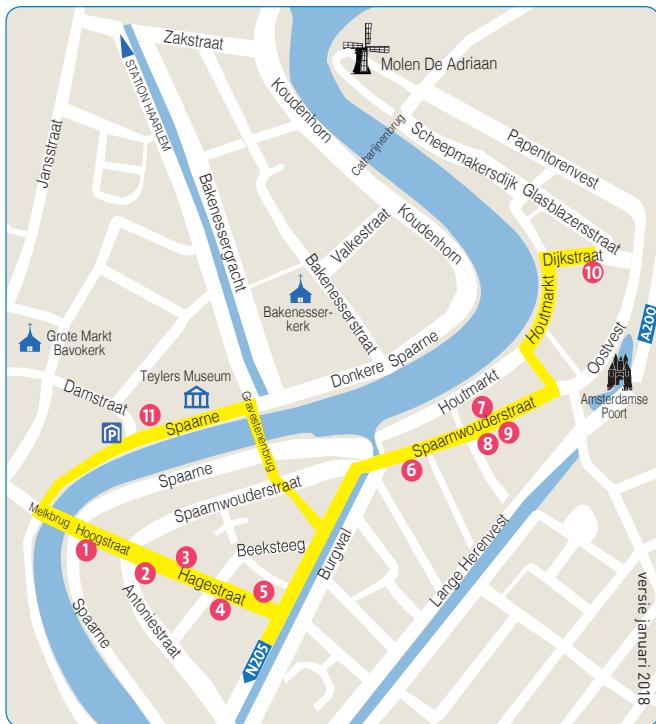 Zakstraat
Molen De Adriaan
STATION HAARLEM
Koudenhorn
Jansstraat
Catharijnenbrug
Papentorenvest
Scheepmakersdijk
Glasblazersstraat
Bakenessergracht
Valkestraat
Koudenhorn
Bakenesserstraat
Dijkstraat
10
Houtmarkt
A200
Oostvest
Bakenesser-
kerk
Grote Markt
Bavokerk
Teylers Museum
Donkere Spaarne
Amsterdamse
Poort
Damstraat
11
P
Spaarne
Gravestenenbrug
Houtmarkt
7
Spaarnwouderstraat
8
9
6
Spaarne
Spaarnwouderstraat
Melkbrug
Hoogstraat
1
2
3
Beeksteeg
Burgwal
Hagestraat
4
5
Lange Herenvest
Spaarne
Antoniestraat
N205
versie januari 2018